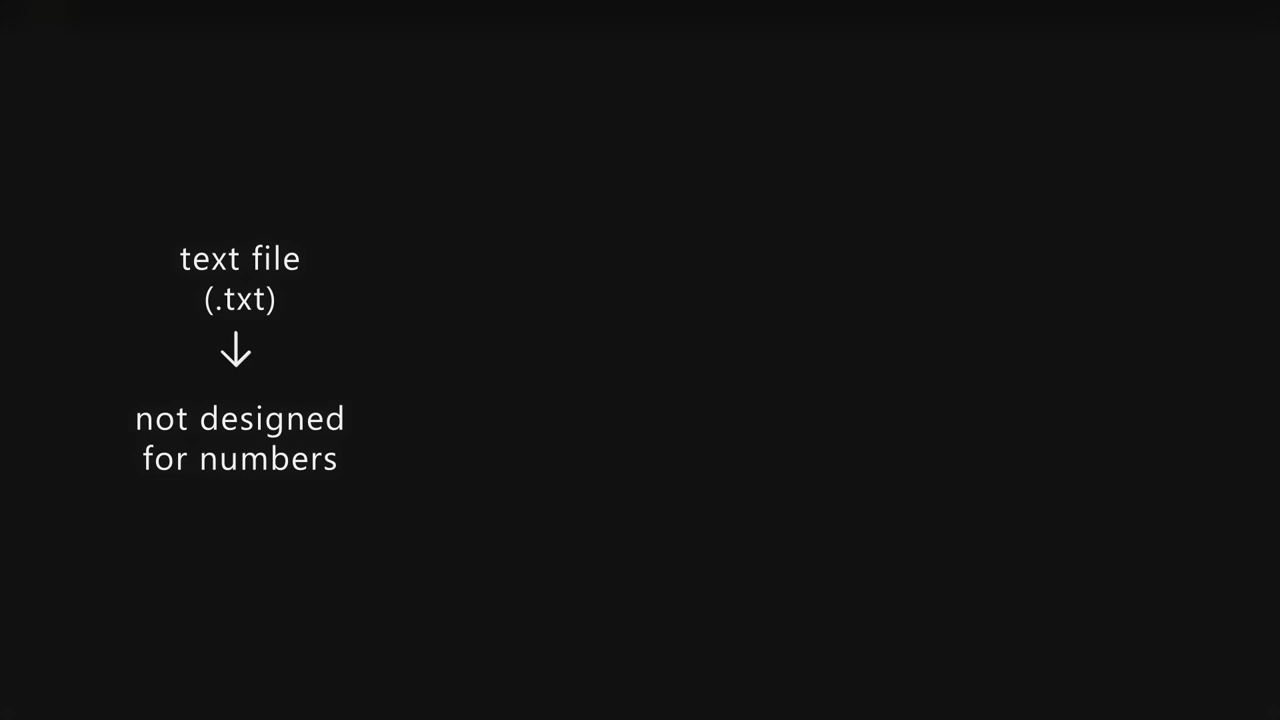 text file
(.txt)
↓
not designed
for numbers